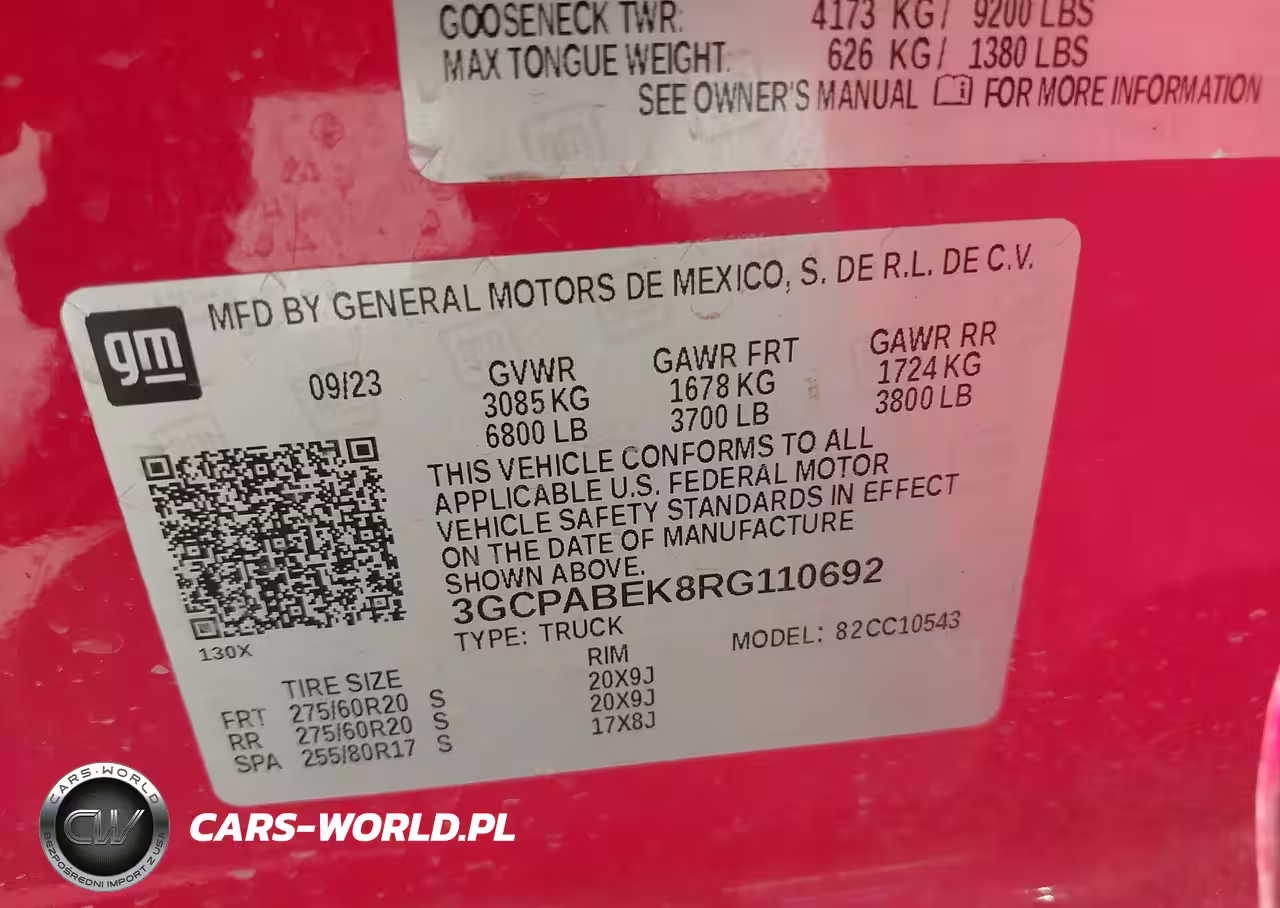 GOOSENECK TWR: 4173 KG / 9200 LBS
MAX TONGUE WEIGHT: 626 KG / 1380 LBS
SEE OWNER'S MANUAL i FOR MORE INFORMATION
gm
MFD BY GENERAL MOTORS DE MEXICO, S. DE R.L. DE C.V.
09/23 GVWR GAWR FRT GAWR RR
3085 KG 1678 KG 1724 KG
6800 LB 3700 LB 3800 LB
THIS VEHICLE CONFORMS TO ALL
APPLICABLE U.S. FEDERAL MOTOR
VEHICLE SAFETY STANDARDS IN EFFECT
ON THE DATE OF MANUFACTURE
SHOWN ABOVE.
3GCPABEK8RG110692
TYPE: TRUCK MODEL: 82CC10543
130X
TIRE SIZE RIM
FRT 275/60R20 S 20X9J
RR 275/60R20 S 20X9J
SPA 255/80R17 S 17X8J
CARS-WORLD
CW
BEZPOŚREDNI IMPORT Z USA
CARS-WORLD.PL